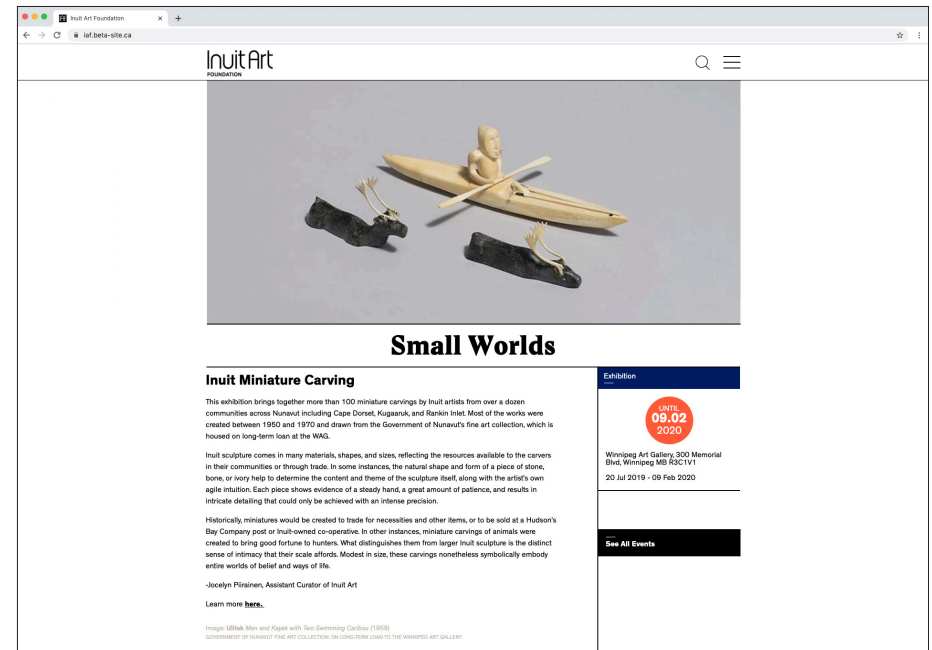 Inuit Art Foundation
iaf.beta-site.ca
Inuit Art
FOUNDATION
Small Worlds
Inuit Miniature Carving
This exhibition brings together more than 100 miniature carvings by Inuit artists from over a dozen
communities across Nunavut including Cape Dorset, Kugaaruk, and Rankin Inlet. Most of the works were
created between 1950 and 1970 and drawn from the Government of Nunavut's fine art collection, which is
housed on long-term loan at the WAG.
Inuit sculpture comes in many materials, shapes, and sizes, reflecting the resources available to the carvers
in their communities or through trade. In some instances, the natural shape and form of a piece of stone,
bone, or ivory help to determine the content and theme of the sculpture itself, along with the artist's own
agile intuition. Each piece shows evidence of a steady hand, a great amount of patience, and results in
intricate detailing that could only be achieved with an intense precision.
Historically, miniatures would be created to trade for necessities and other items, or to be sold at a Hudson's
Bay Company post or Inuit-owned co-operative. In other instances, miniature carvings of animals were
created to bring good fortune to hunters. What distinguishes them from larger Inuit sculpture is the distinct
sense of intimacy that their scale affords. Modest in size, these carvings nonetheless symbolically embody
entire worlds of belief and ways of life.
-Jocelyn Piirainen, Assistant Curator of Inuit Art
Learn more here.
Image: Ullilak Men and Kayak with Two Swimming Caribou (1959)
GOVERNMENT OF NUNAVUT FINE ART COLLECTION. ON LONG-TERM LOAN TO THE WINNIPEG ART GALLERY
Exhibition
UNTIL
09.02
2020
Winnipeg Art Gallery, 300 Memorial
Blvd, Winnipeg MB R3C1V1
20 Jul 2019 - 09 Feb 2020
See All Events